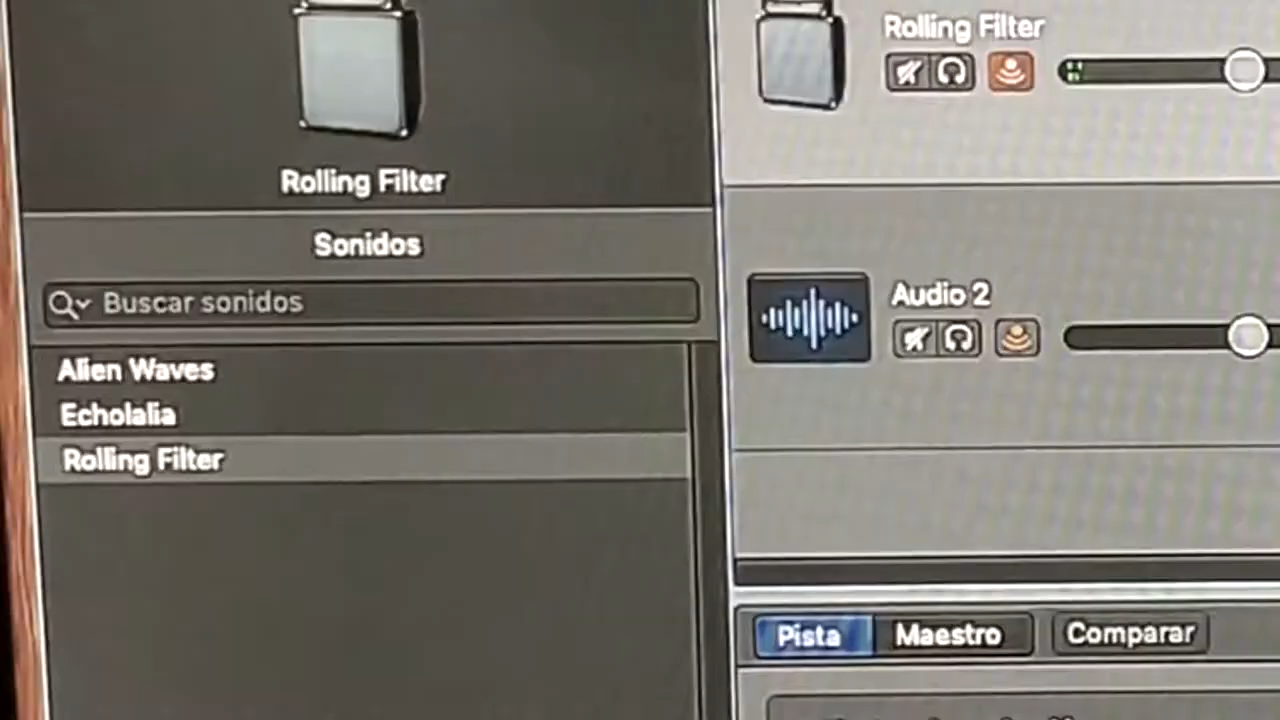 Rolling Filter
Sonidos
Buscar sonidos
Alien Waves
Echolalia
Rolling Filter
Rolling Filter
Audio 2
Pista Maestro Comparar